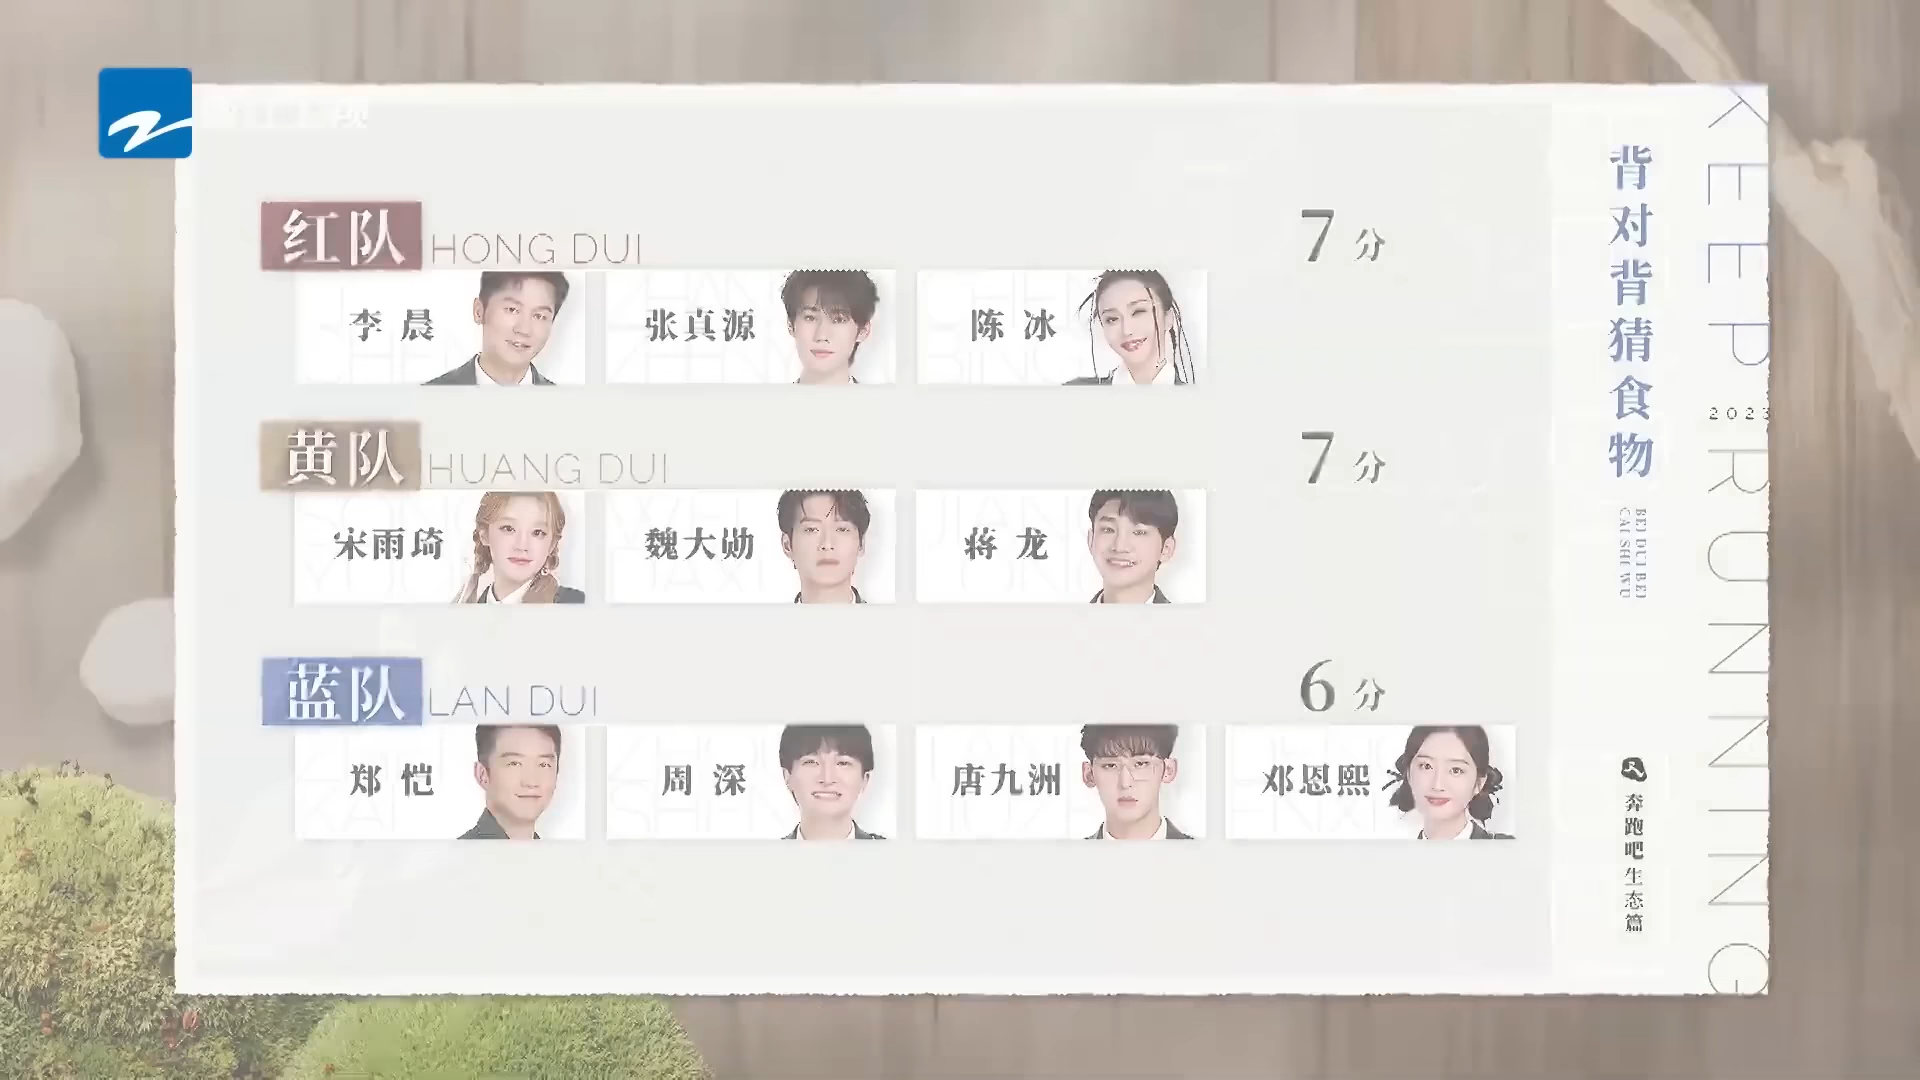 红队 HONG DUI 7分
李晨 张真源 陈冰
黄队 HUANG DUI 7分
宋雨琦 魏大勋 蒋龙
蓝队 LAN DUI 6分
郑恺 周深 唐九洲 邓恩熙
背对背猜食物
BEI DUI BEI
CAI SHI WU
奔跑吧生态篇
KEEP RUNNING
2023